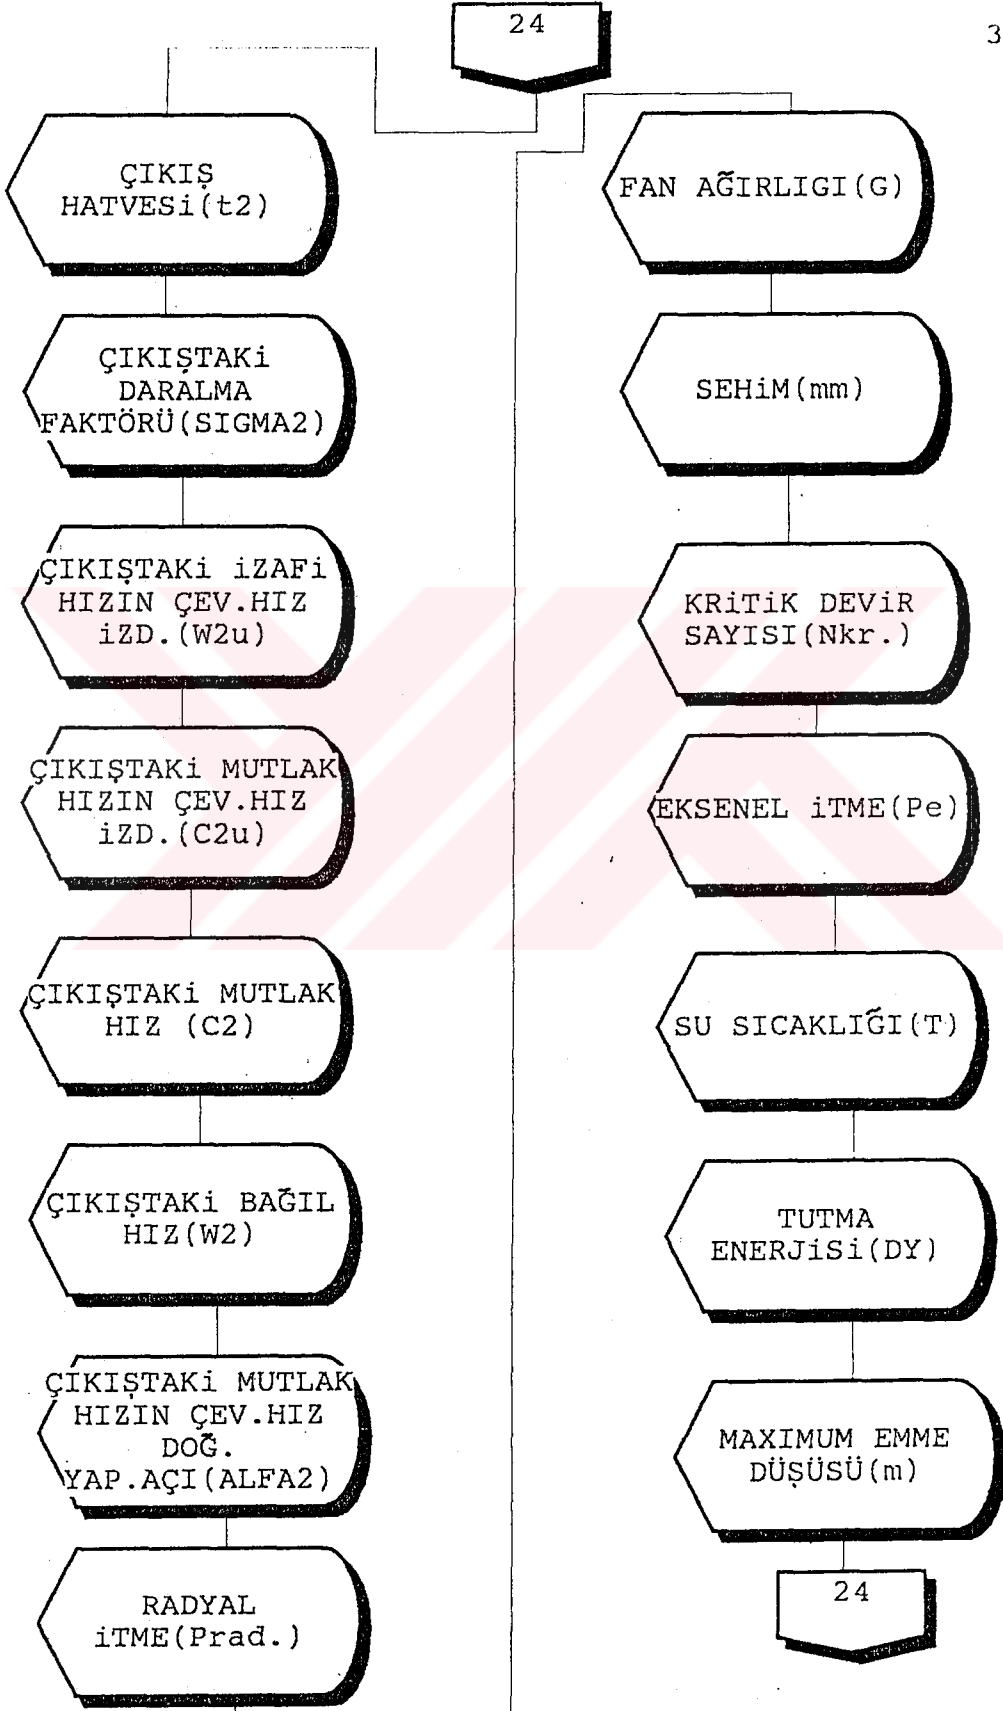 24
3
ÇIKIŞ
HATVESi(t2)
ÇIKIŞTAKi
DARALMA
FAKTÖRÜ(SIGMA2)
ÇIKIŞTAKi iZAFi
HIZIN ÇEV.HIZ
iZD.(W2u)
ÇIKIŞTAKi MUTLAK
HIZIN ÇEV.HIZ
iZD.(C2u)
ÇIKIŞTAKi MUTLAK
HIZ (C2)
ÇIKIŞTAKi BAĞIL
HIZ(W2)
ÇIKIŞTAKi MUTLAK
HIZIN ÇEV.HIZ
DOĞ.
YAP.AÇI(ALFA2)
RADYAL
iTME(Prad.)
FAN AĞIRLIGI(G)
SEHiM(mm)
KRiTiK DEViR
SAYISI(Nkr.)
EKSENEL iTME(Pe)
SU SICAKLIĞI(T)
TUTMA
ENERJiSi(DY)
MAXIMUM EMME
DÜŞÜSÜ(m)
24